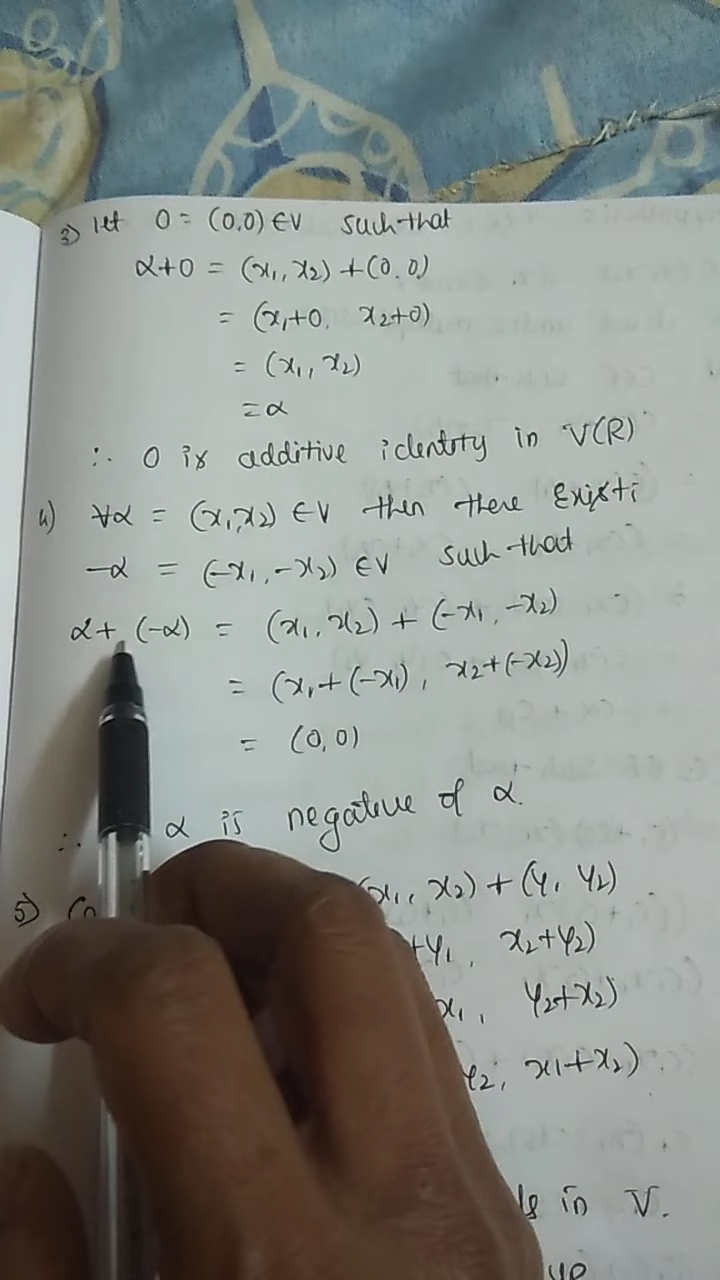 3) let 0 = (0,0) ∈ V such that
α+0 = (x₁, x₂) + (0,0)
= (x₁+0, x₂+0)
= (x₁, x₂)
= α
∴ 0 is additive identity in V(R)
4) ∀α = (x₁, x₂) ∈ V then there exists
-α = (-x₁, -x₂) ∈ V such that
α + (-α) = (x₁, x₂) + (-x₁, -x₂)
= (x₁+(-x₁), x₂+(-x₂))
= (0,0)
∴ α is negative of α.
5) x₁, x₂) + (y₁ y₂)
+y₁, x₂+y₂)
x₁, y₂+x₂)
y₂, x₁+x₂)
in V.